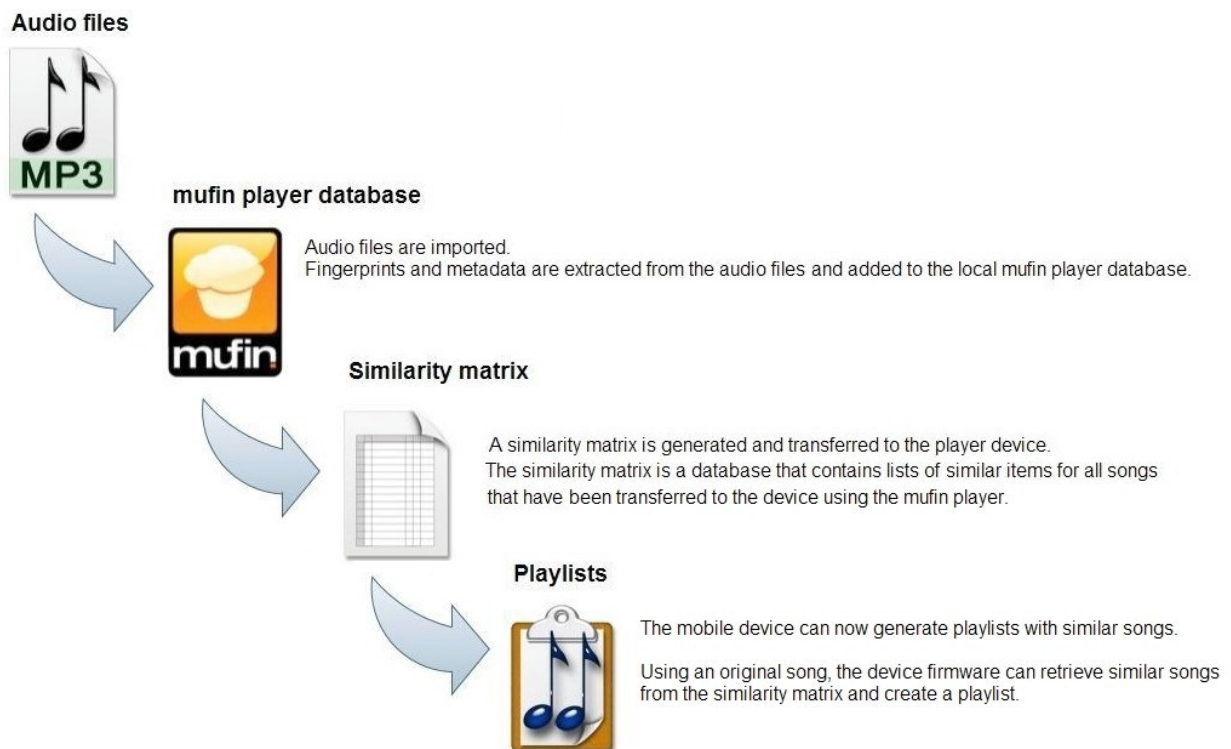 Audio files
MP3
mufin player database
mufin
Audio files are imported.
Fingerprints and metadata are extracted from the audio files and added to the local mufin player database.
Similarity matrix
A similarity matrix is generated and transferred to the player device.
The similarity matrix is a database that contains lists of similar items for all songs
that have been transferred to the device using the mufin player.
Playlists
The mobile device can now generate playlists with similar songs.
Using an original song, the device firmware can retrieve similar songs
from the similarity matrix and create a playlist.